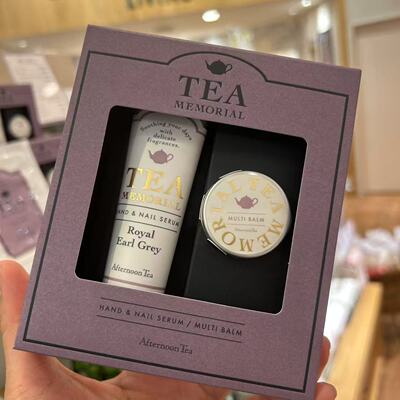 TEA
MEMORIAL
Soothing your days
with
delicate
fragrances.
TEA
MEMORIAL
HAND & NAIL SERUM
Royal
Earl Grey
Afternoon Tea
MEMORIAL TEA
MULTI BALM
HAND & NAIL SERUM / MULTI BALM
Afternoon Tea